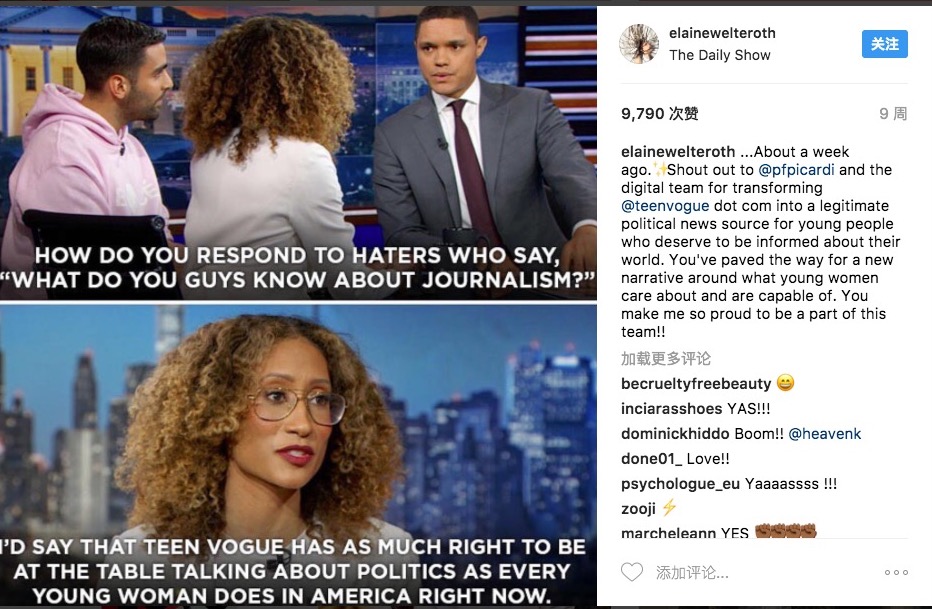 HOW DO YOU RESPOND TO HATERS WHO SAY,
“WHAT DO YOU GUYS KNOW ABOUT JOURNALISM?”
I’D SAY THAT TEEN VOGUE HAS AS MUCH RIGHT TO BE
AT THE TABLE TALKING ABOUT POLITICS AS EVERY
YOUNG WOMAN DOES IN AMERICA RIGHT NOW.
elainewelteroth
The Daily Show
关注
9,790 次赞
9 周
elainewelteroth ...About a week
ago.✨Shout out to @pfpicardi and the
digital team for transforming
@teenvogue dot com into a legitimate
political news source for young people
who deserve to be informed about their
world. You've paved the way for a new
narrative around what young women
care about and are capable of. You
make me so proud to be a part of this
team!!
加载更多评论
becrueltyfreebeauty 😄
inciarasshoes YAS!!!
dominickhiddo Boom!! @heavenk
done01_ Love!!
psychologue_eu Yaaaassss !!!
zooji ⚡
marcheleann YES ✊🏾✊🏾✊🏾✊🏾
添加评论...